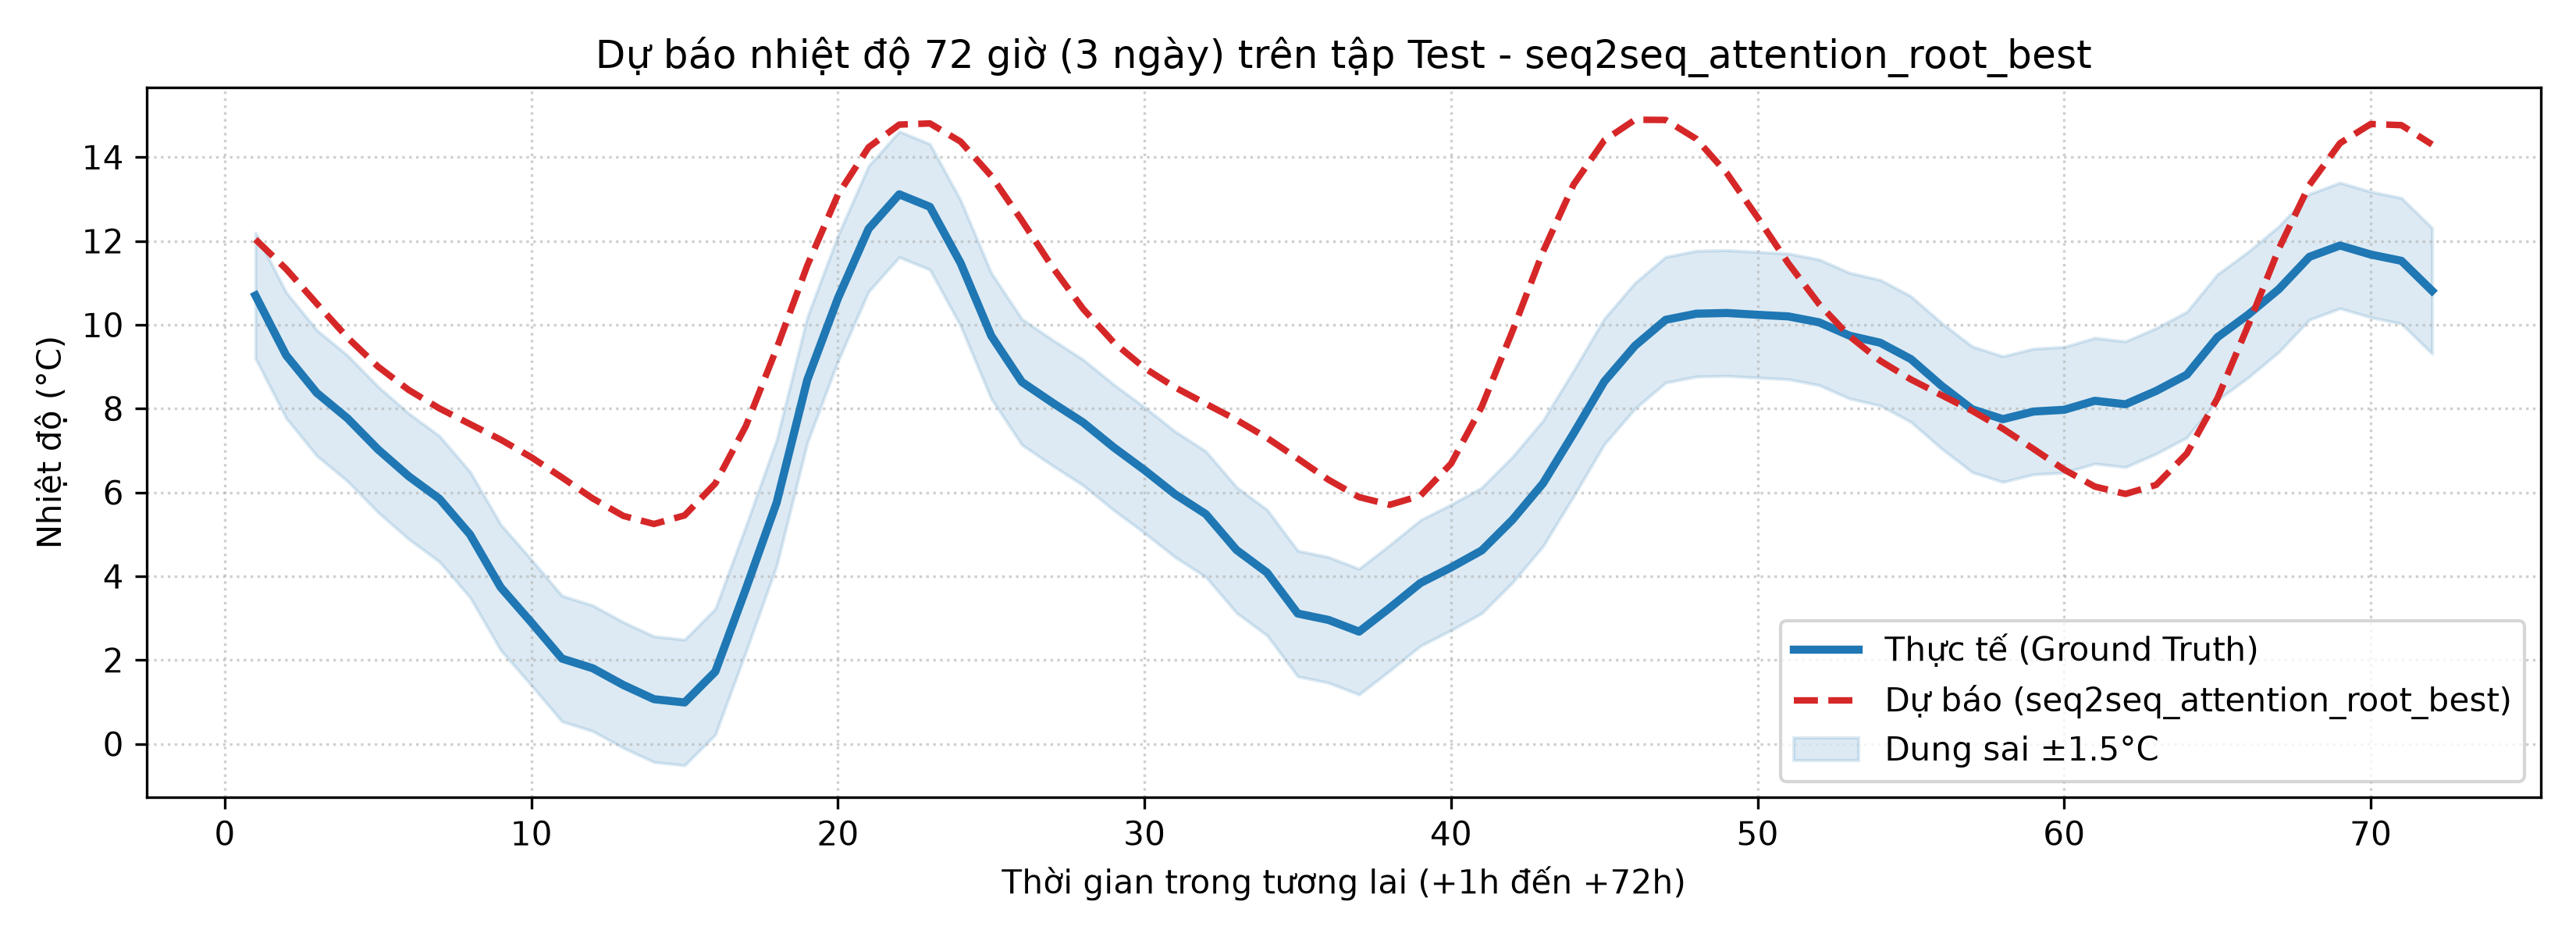 Dự báo nhiệt độ 72 giờ (3 ngày) trên tập Test - seq2seq_attention_root_best
Nhiệt độ (°C)
14
12
10
8
6
4
2
0
Thực tế (Ground Truth)
Dự báo (seq2seq_attention_root_best)
Dung sai ±1.5°C
0 10 20 30 40 50 60 70
Thời gian trong tương lai (+1h đến +72h)